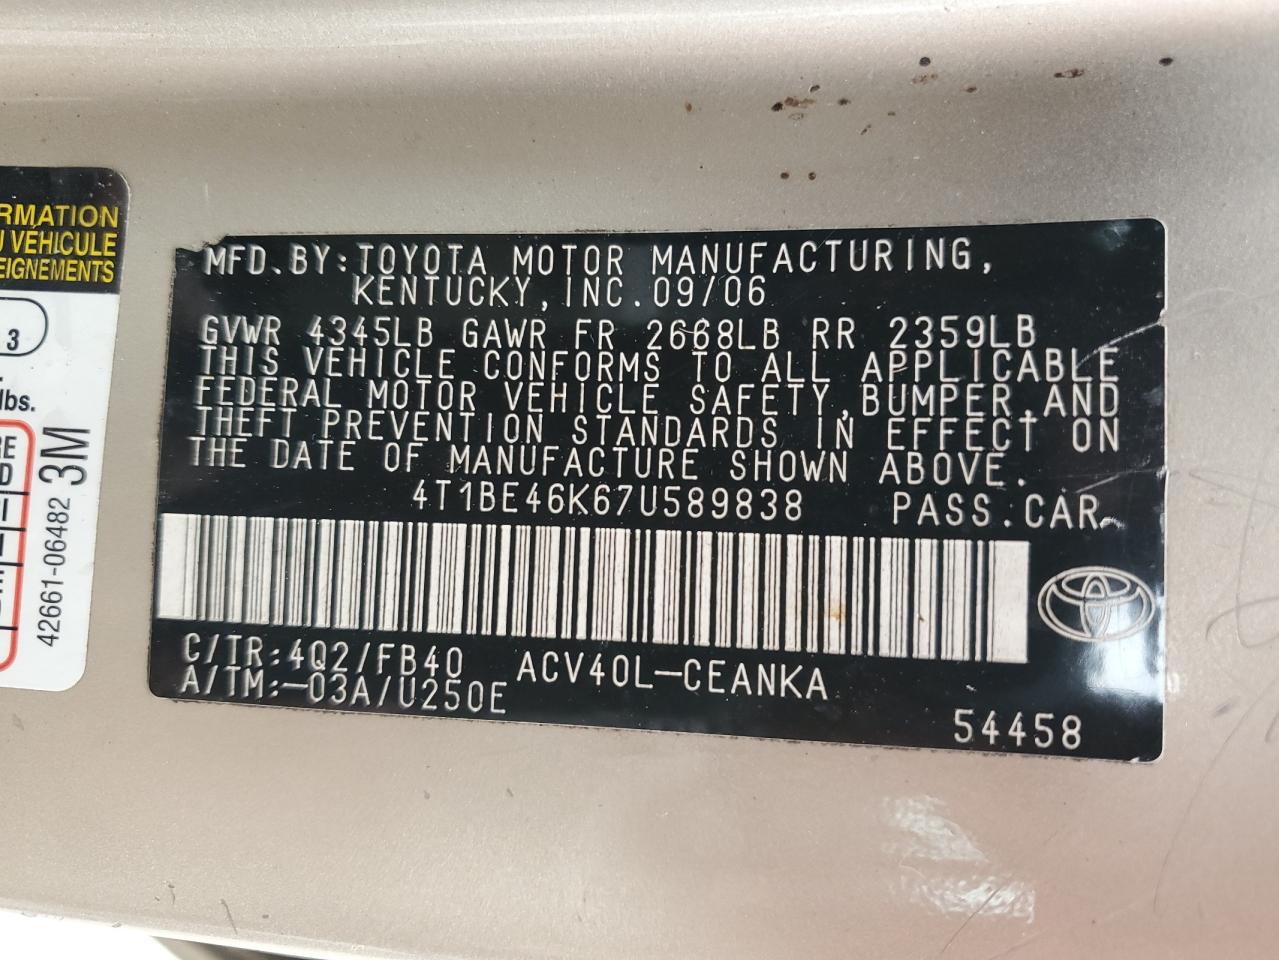 RMATION
VÉHICULE
EIGNEMENTS
3
lbs.
RE
42661-06482 3M
MFD.BY:TOYOTA MOTOR MANUFACTURING,
KENTUCKY,INC.09/06
GVWR 4345LB GAWR FR 2668LB RR 2359LB
THIS VEHICLE CONFORMS TO ALL APPLICABLE
FEDERAL MOTOR VEHICLE SAFETY,BUMPER,AND
THEFT PREVENTION STANDARDS IN EFFECT ON
THE DATE OF MANUFACTURE SHOWN ABOVE.
4T1BE46K67U589838 PASS.CAR
C/TR:4Q2/FB40 ACV40L-CEANKA
A/TM:-03A/U250E
54458